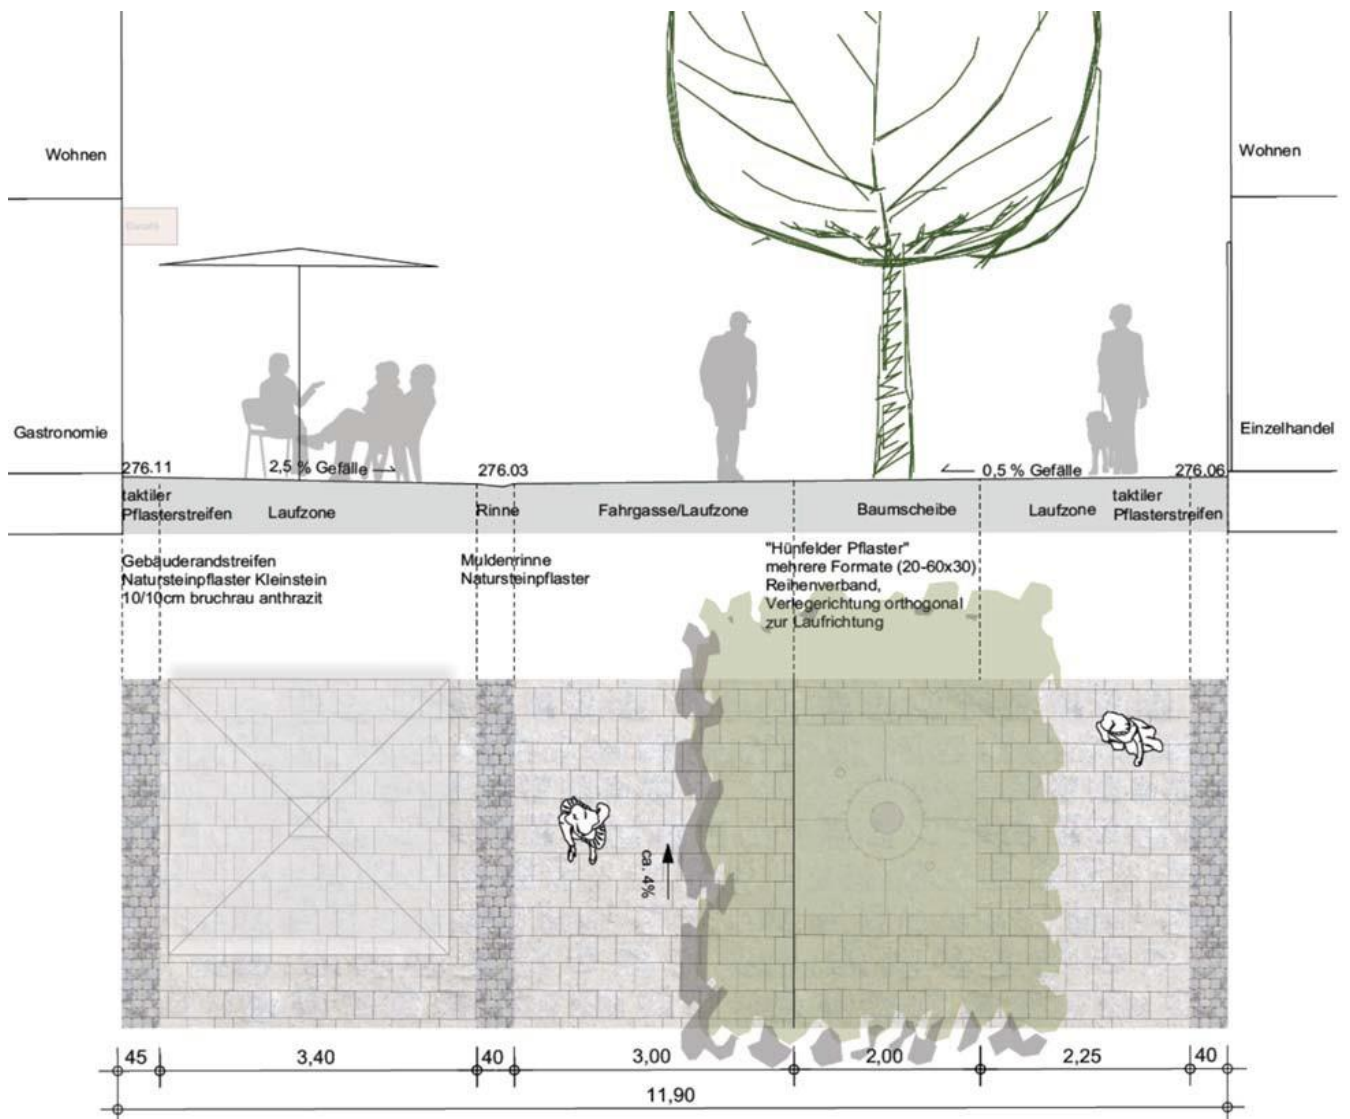 Wohnen
Wohnen
Gastronomie
Einzelhandel
276.11
2,5 % Gefälle
276.03
0,5 % Gefälle
276.06
taktiler
Pflasterstreifen
Laufzone
Rinne
Fahrgasse/Laufzone
Baumscheibe
Laufzone
taktiler
Pflasterstreifen
Gebäuderandstreifen
Natursteinpflaster Kleinstein
10/10cm bruchrau anthrazit
Muldenrinne
Natursteinpflaster
"Hünfelder Pflaster"
mehrere Formate (20-60x30)
Reihenverband,
Verlegerichtung orthogonal
zur Laufrichtung
ca. 4%
45
3,40
40
3,00
2,00
2,25
40
11,90